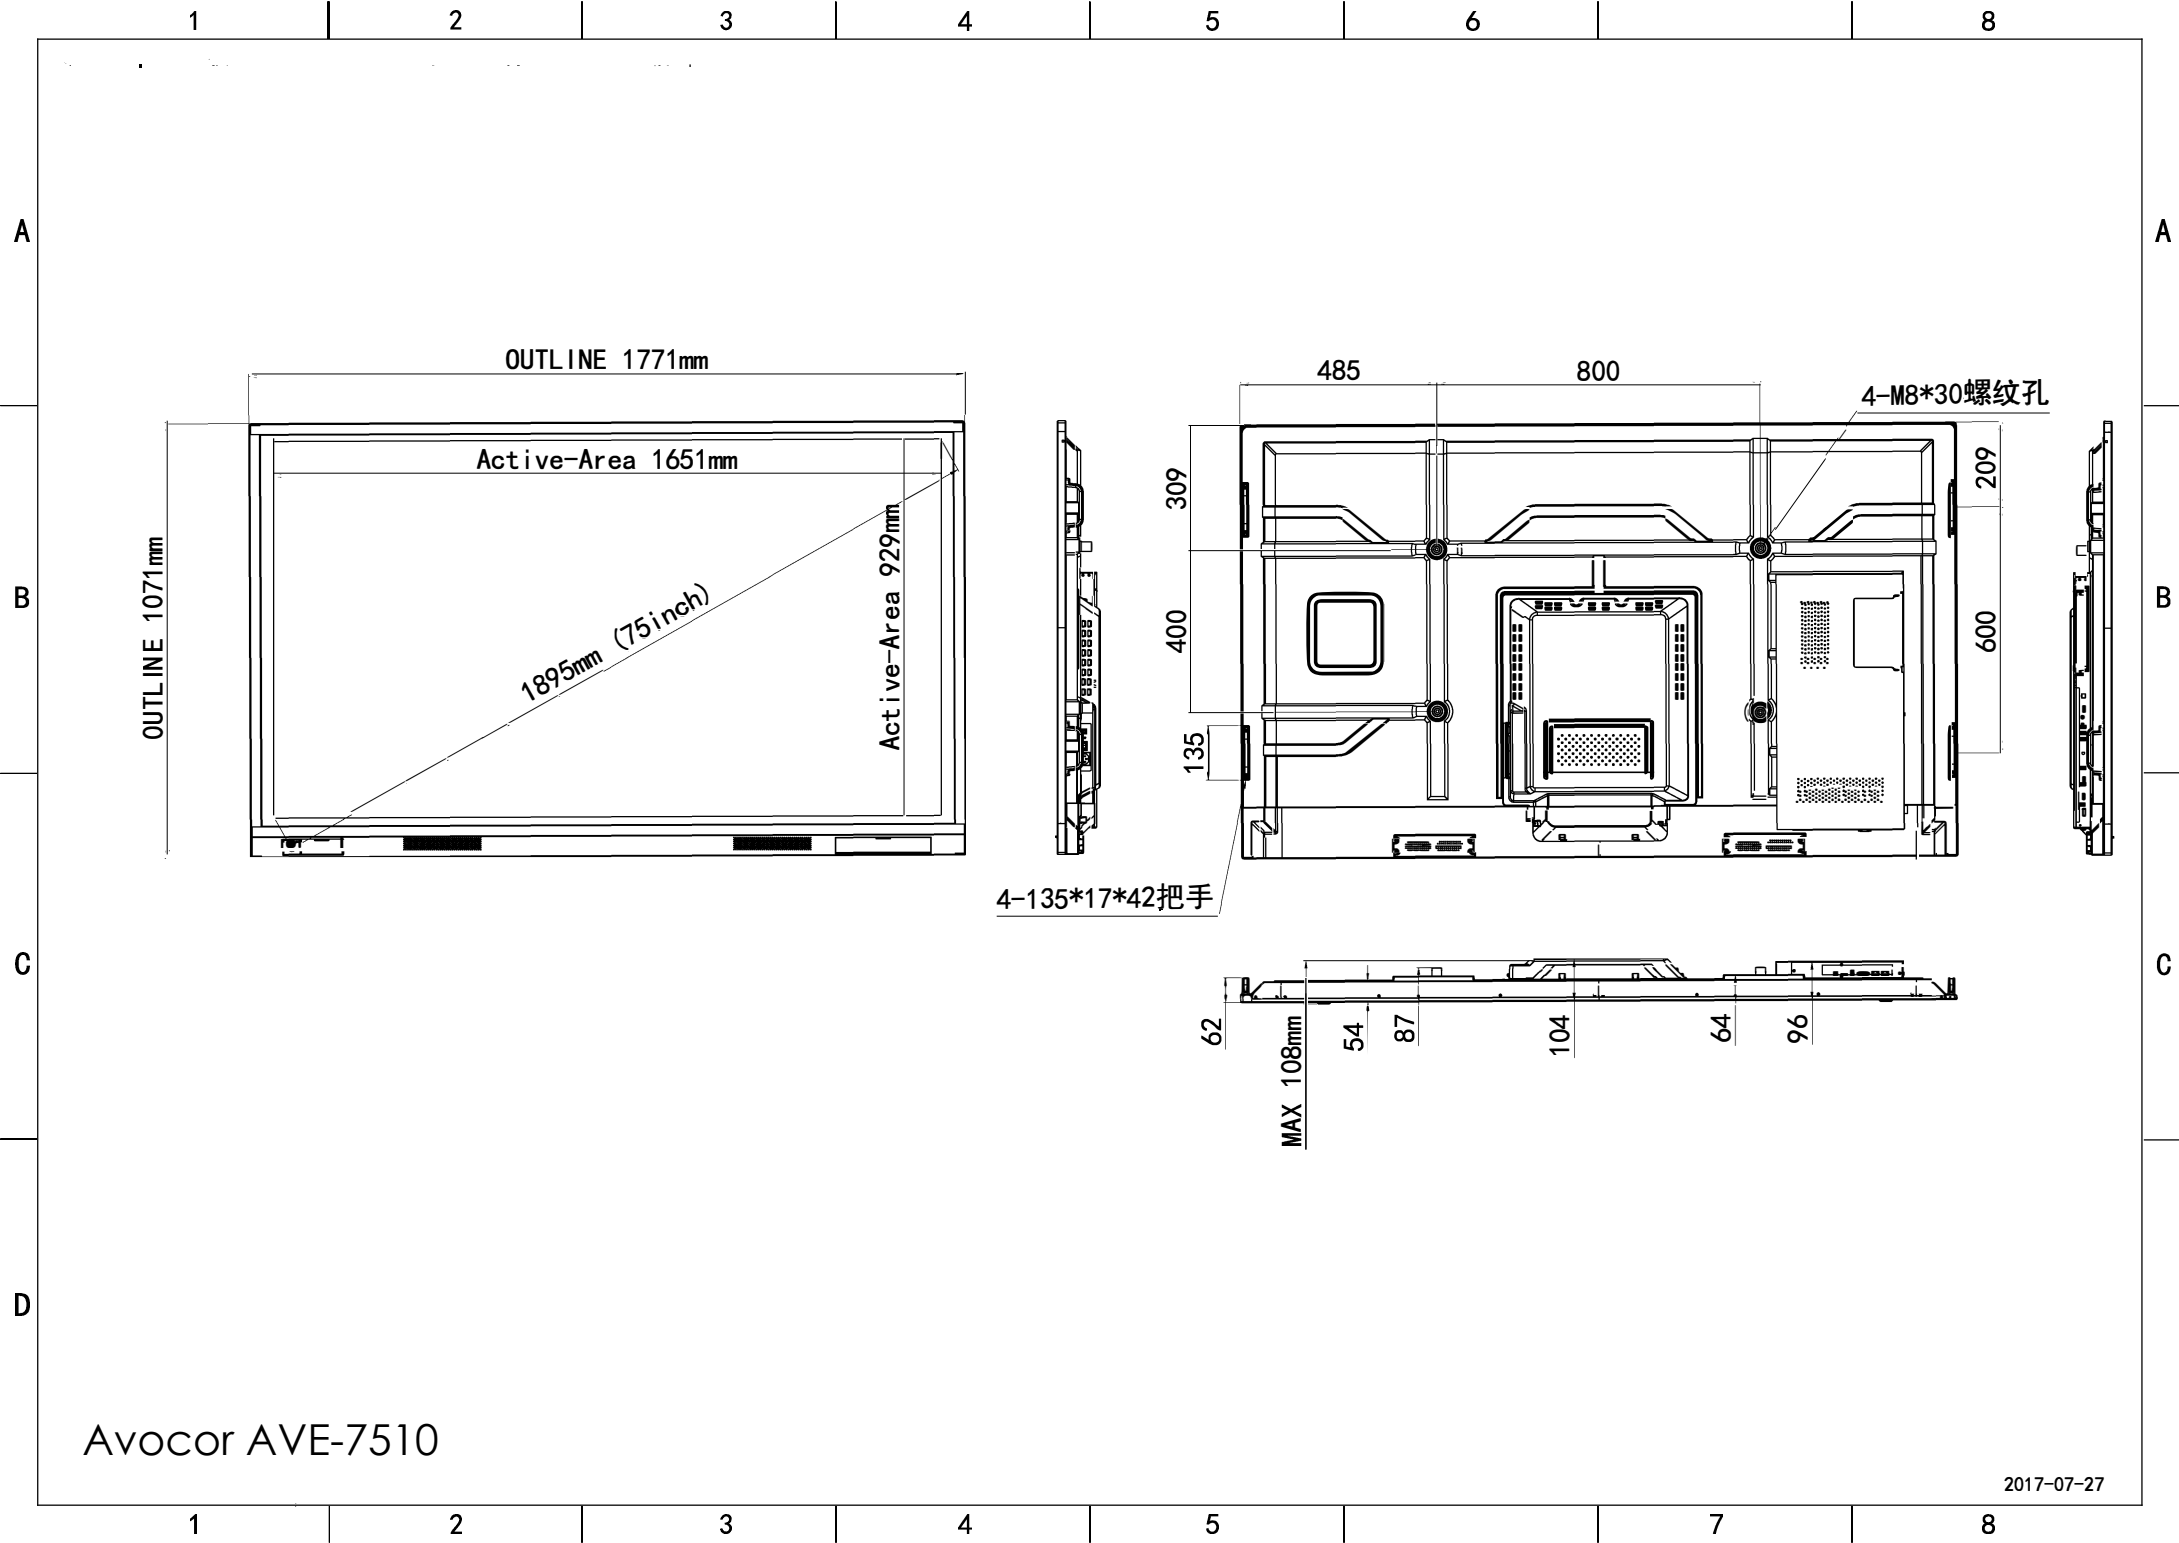 1 2 3 4 5 6 8
A A
OUTLINE 1771mm
485 800
4-M8*30螺纹孔
Active-Area 1651mm
309
209
OUTLINE 1071mm
Active-Area 929mm
1895mm (75inch)
B B
400
600
135
4-135*17*42把手
C C
62
MAX 108mm
54
87
104
64
96
D
Avocor AVE-7510
2017-07-27
1 2 3 4 5 6 7 8